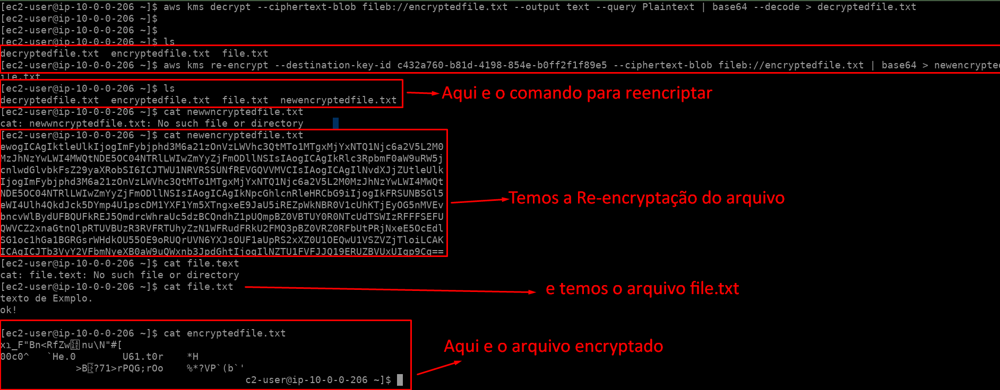 [ec2-user@ip-10-0-0-206 ~]$ aws kms decrypt --ciphertext-blob fileb://encryptedfile.txt --output text --query Plaintext | base64 --decode > decryptedfile.txt
[ec2-user@ip-10-0-0-206 ~]$
[ec2-user@ip-10-0-0-206 ~]$
[ec2-user@ip-10-0-0-206 ~]$ ls
decryptedfile.txt  encryptedfile.txt  file.txt
[ec2-user@ip-10-0-0-206 ~]$ aws kms re-encrypt --destination-key-id c432a760-b81d-4198-854e-b0ff2f1f89e5 --ciphertext-blob fileb://encryptedfile.txt | base64 > newencrypte
ile.txt
[ec2-user@ip-10-0-0-206 ~]$ ls
Aqui e o comando para reencriptar
decryptedfile.txt  encryptedfile.txt  file.txt  newencryptedfile.txt
[ec2-user@ip-10-0-0-206 ~]$ cat newwncryptedfile.txt
cat: newwncryptedfile.txt: No such file or directory
[ec2-user@ip-10-0-0-206 ~]$ cat newencryptedfile.txt
ewogICAgIktleUlkIjogImFybjphd3M6a21zOnVzLWVhc3QtMTo1MTgxMjYxNTQ1Njc6a2V5L2M0
MzJhNzYwLWI4MWQtNDE5OC04NTRlLWIwZmYyZjFmODllNSIsIAogICAgIkRlc3RpbmF0aW9uRW5j
cnlwdGlvbkFsZ29yaXRobSI6ICJTWU1NRVRSSUNfREVGQVVMVCIsIAogICAgIlNvdXJjZUtleUlk
IjogImFybjphd3M6a21zOnVzLWVhc3QtMTo1MTgxMjYxNTQ1Njc6a2V5L2M0MzJhNzYwLWI4MWQt
NDE5OC04NTRlLWIwZmYyZjFmODllNSIsIAogICAgIkNpcGhlcnRleHRCbG9iIjogIkFRSUNBSGl5
eWI4Ulh4QkdJck5DYmp4U1pscDM1YXF1Ym5XTngxeE9JaU5iREZpWkNBR0V1cUhKTjEyOG5nMVEv
bncvWlBydUFBQUFkREJ5QmdrcWhraUc5dzBCQndhZ1pUQmpBZ0VBTUY0R0NTcUdTSWIzRFFFSEFU
QWVCZ2xnaGtnQlpRTUVBUzR3RVFRTUhyZzN1WFRudFRkU2FMQ3pBZ0VRZ0RFbUtPRjNxeE5OcEdl
SG1oc1hGa1BGRGsrWHdkOU55OE9oRUQrUVN6YXJsOUF1aUpRS2xXZ0U1OEQwU1VSZVZjTloiLCAK
ICAgICJTb3VyY2VFbmNyeXB0aW9uQWxnb3JpdGhtIjogIlNZTU1FVFJJQ19ERUZBVUxUIgp9Cg==
Temos a Re-encryptação do arquivo
[ec2-user@ip-10-0-0-206 ~]$ cat file.text
cat: file.text: No such file or directory
[ec2-user@ip-10-0-0-206 ~]$ cat file.txt
e temos o arquivo file.txt
texto de Exmplo.
ok!
[ec2-user@ip-10-0-0-206 ~]$ cat encryptedfile.txt
xı_F"Bn<RfZw nu\N"#[
Aqui e o arquivo encryptado
00c0^   `He.0        U61.t0r    *H
>B ?71>rPQG;rOo    %*?VP`(b`'
c2-user@ip-10-0-0-206 ~]$